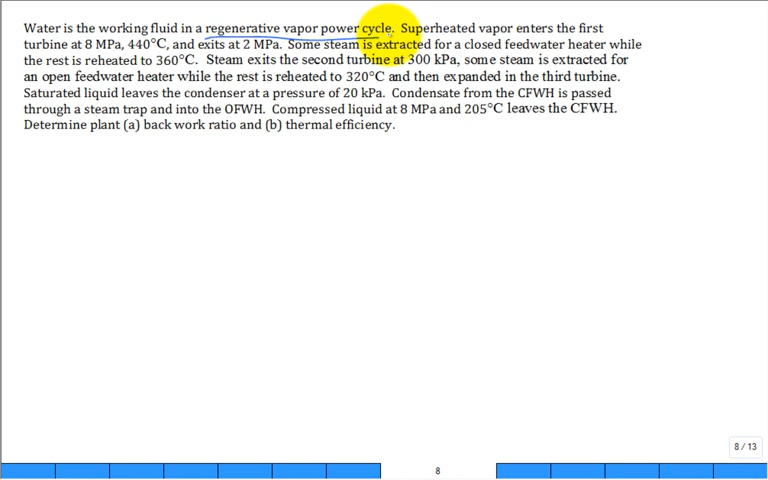 Water is the working fluid in a regenerative vapor power cycle.  Superheated vapor enters the first
turbine at 8 MPa, 440°C, and exits at 2 MPa.  Some steam is extracted for a closed feedwater heater while
the rest is reheated to 360°C.  Steam exits the second turbine at 300 kPa, some steam is extracted for
an open feedwater heater while the rest is reheated to 320°C and then expanded in the third turbine.
Saturated liquid leaves the condenser at a pressure of 20 kPa.  Condensate from the CFWH is passed
through a steam trap and into the OFWH.  Compressed liquid at 8 MPa and 205°C leaves the CFWH.
Determine plant (a) back work ratio and (b) thermal efficiency.
8 / 13
8